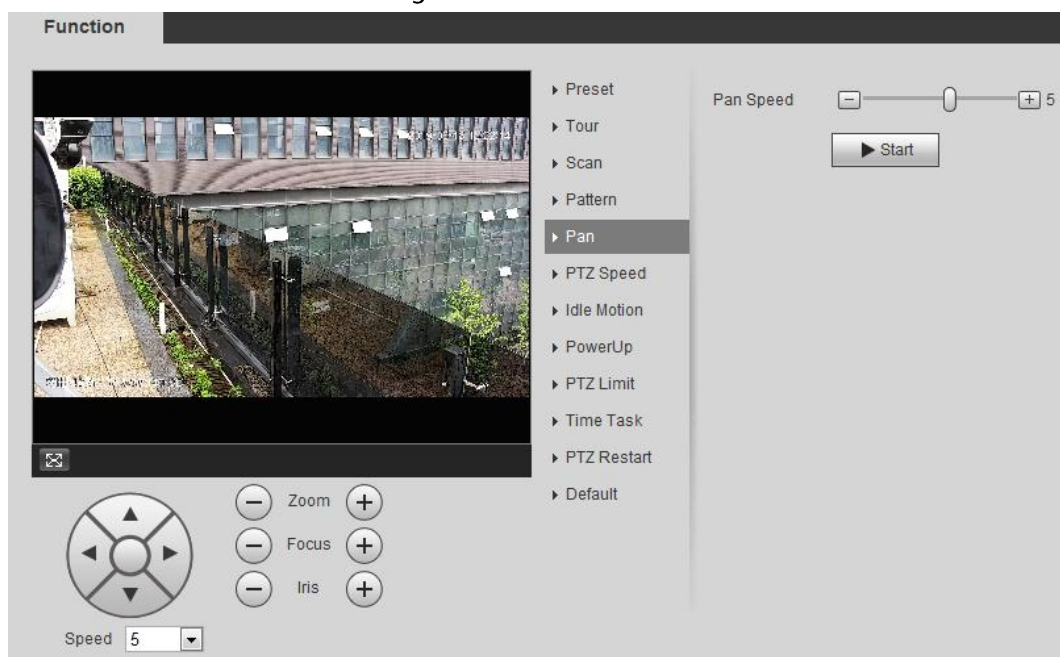 Function
Preset
Tour
Scan
Pattern
Pan
PTZ Speed
Idle Motion
PowerUp
PTZ Limit
Time Task
PTZ Restart
Default
Pan Speed
5
Start
Zoom
Focus
Iris
Speed 5